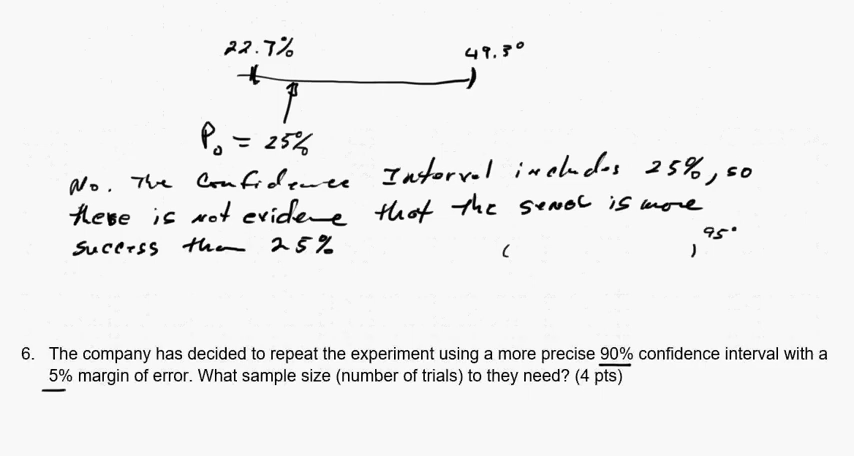 22.7% 49.3°
P₀ = 25%
No. The Confidence Interval includes 25%, so
there is not evidence that the is more
success than 25% ( ) 95°
6. The company has decided to repeat the experiment using a more precise 90% confidence interval with a
5% margin of error. What sample size (number of trials) to they need? (4 pts)